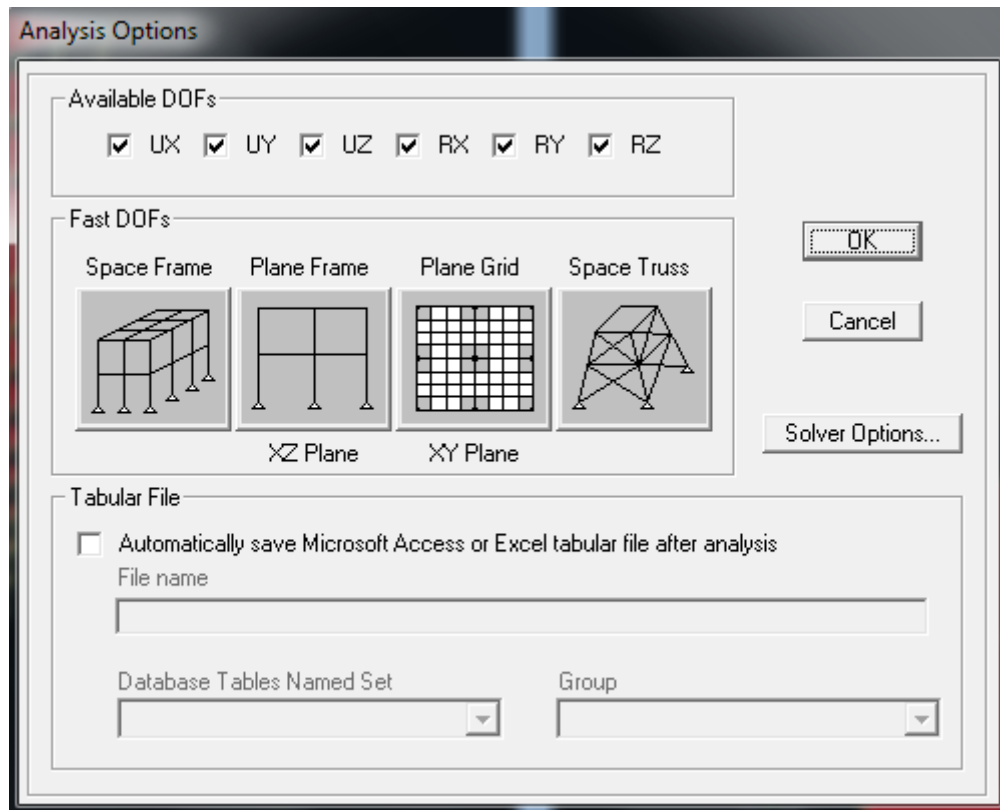 Analysis Options
Available DOFs
UX UY UZ RX RY RZ
Fast DOFs
Space Frame Plane Frame Plane Grid Space Truss
OK
Cancel
XZ Plane XY Plane
Solver Options...
Tabular File
Automatically save Microsoft Access or Excel tabular file after analysis
File name
Database Tables Named Set Group